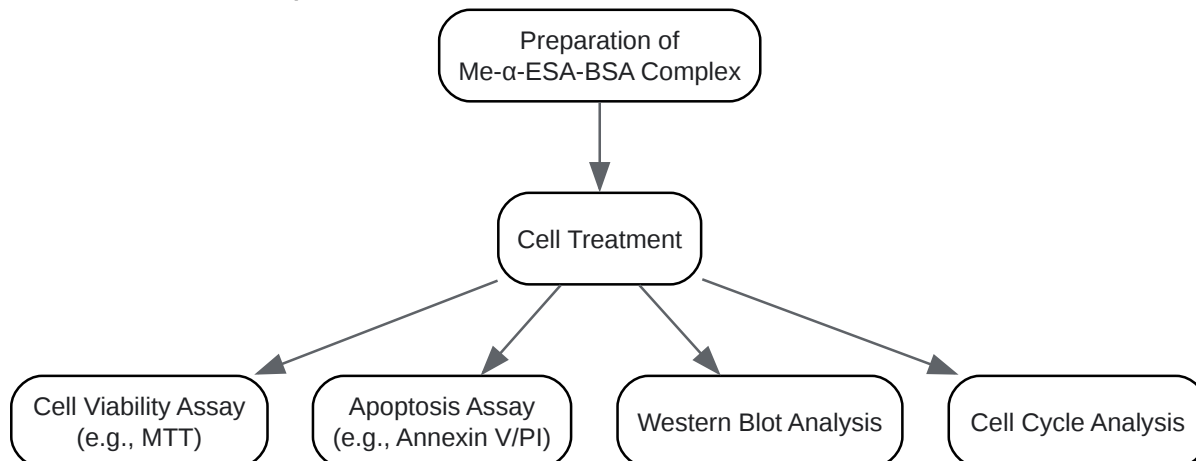 Preparation of
Me-α-ESA-BSA Complex
Cell Treatment
Cell Viability Assay
(e.g., MTT)
Apoptosis Assay
(e.g., Annexin V/PI)
Western Blot Analysis
Cell Cycle Analysis